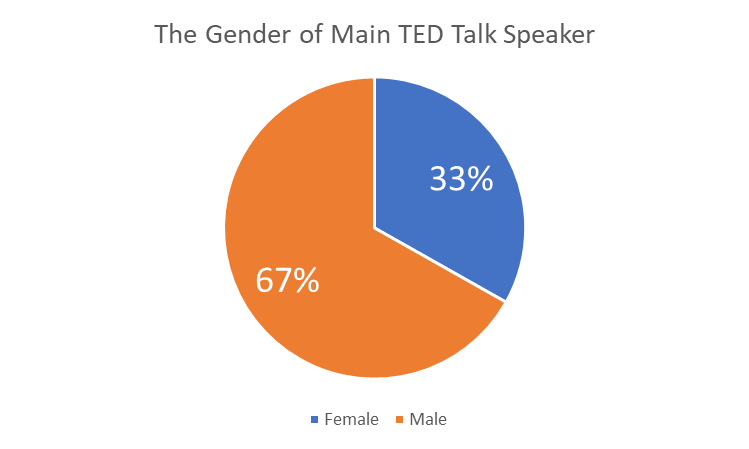 The Gender of Main TED Talk Speaker
33%
67%
Female Male